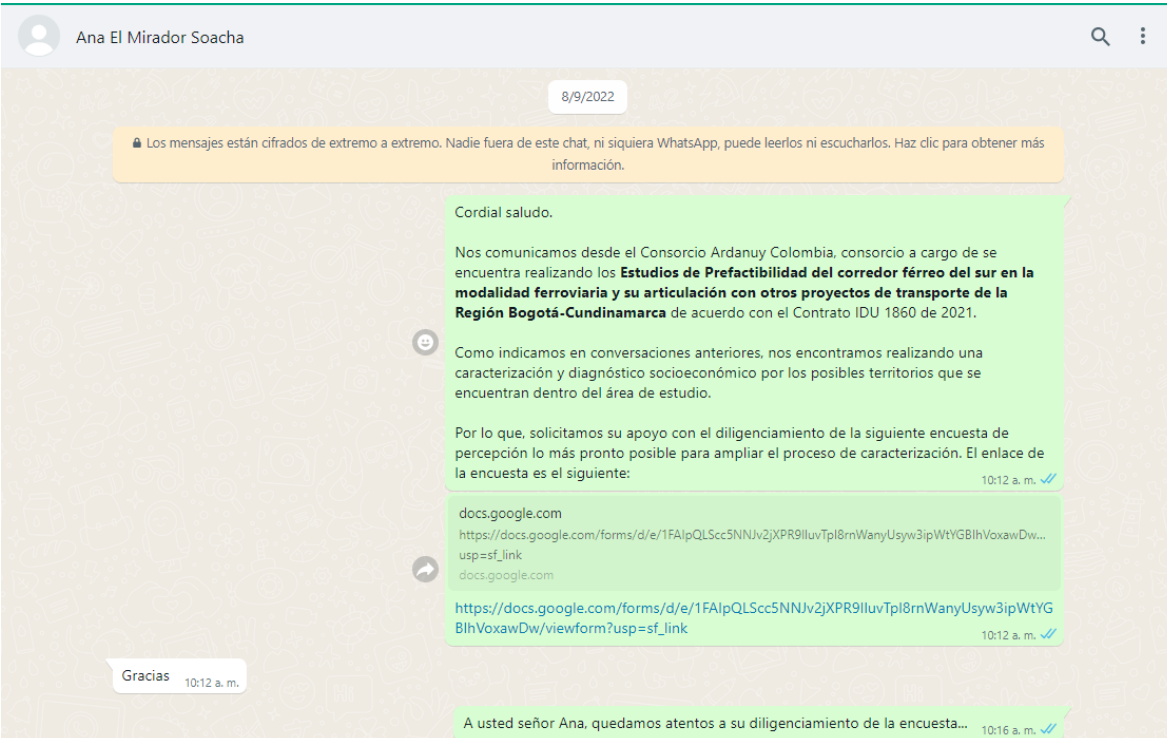 Ana El Mirador Soacha
8/9/2022
Los mensajes están cifrados de extremo a extremo. Nadie fuera de este chat, ni siquiera WhatsApp, puede leerlos ni escucharlos. Haz clic para obtener más
información.
Cordial saludo.
Nos comunicamos desde el Consorcio Ardanuy Colombia, consorcio a cargo de se
encuentra realizando los Estudios de Prefactibilidad del corredor férreo del sur en la
modalidad ferroviaria y su articulación con otros proyectos de transporte de la
Región Bogotá-Cundinamarca de acuerdo con el Contrato IDU 1860 de 2021.
Como indicamos en conversaciones anteriores, nos encontramos realizando una
caracterización y diagnóstico socioeconómico por los posibles territorios que se
encuentran dentro del área de estudio.
Por lo que, solicitamos su apoyo con el diligenciamiento de la siguiente encuesta de
percepción lo más pronto posible para ampliar el proceso de caracterización. El enlace de
la encuesta es el siguiente:
10:12 a. m.
docs.google.com
https://docs.google.com/forms/d/e/1FAIpQLScc5NNJv2jXPR9IIuvTpI8rnWanyUsyw3ipWtYGBIhVoxawDw...
usp=sf_link
docs.google.com
https://docs.google.com/forms/d/e/1FAIpQLScc5NNJv2jXPR9IIuvTpI8rnWanyUsyw3ipWtYG
BIhVoxawDw/viewform?usp=sf_link
10:12 a. m.
Gracias 10:12 a. m.
A usted señor Ana, quedamos atentos a su diligenciamiento de la encuesta... 10:16 a. m.